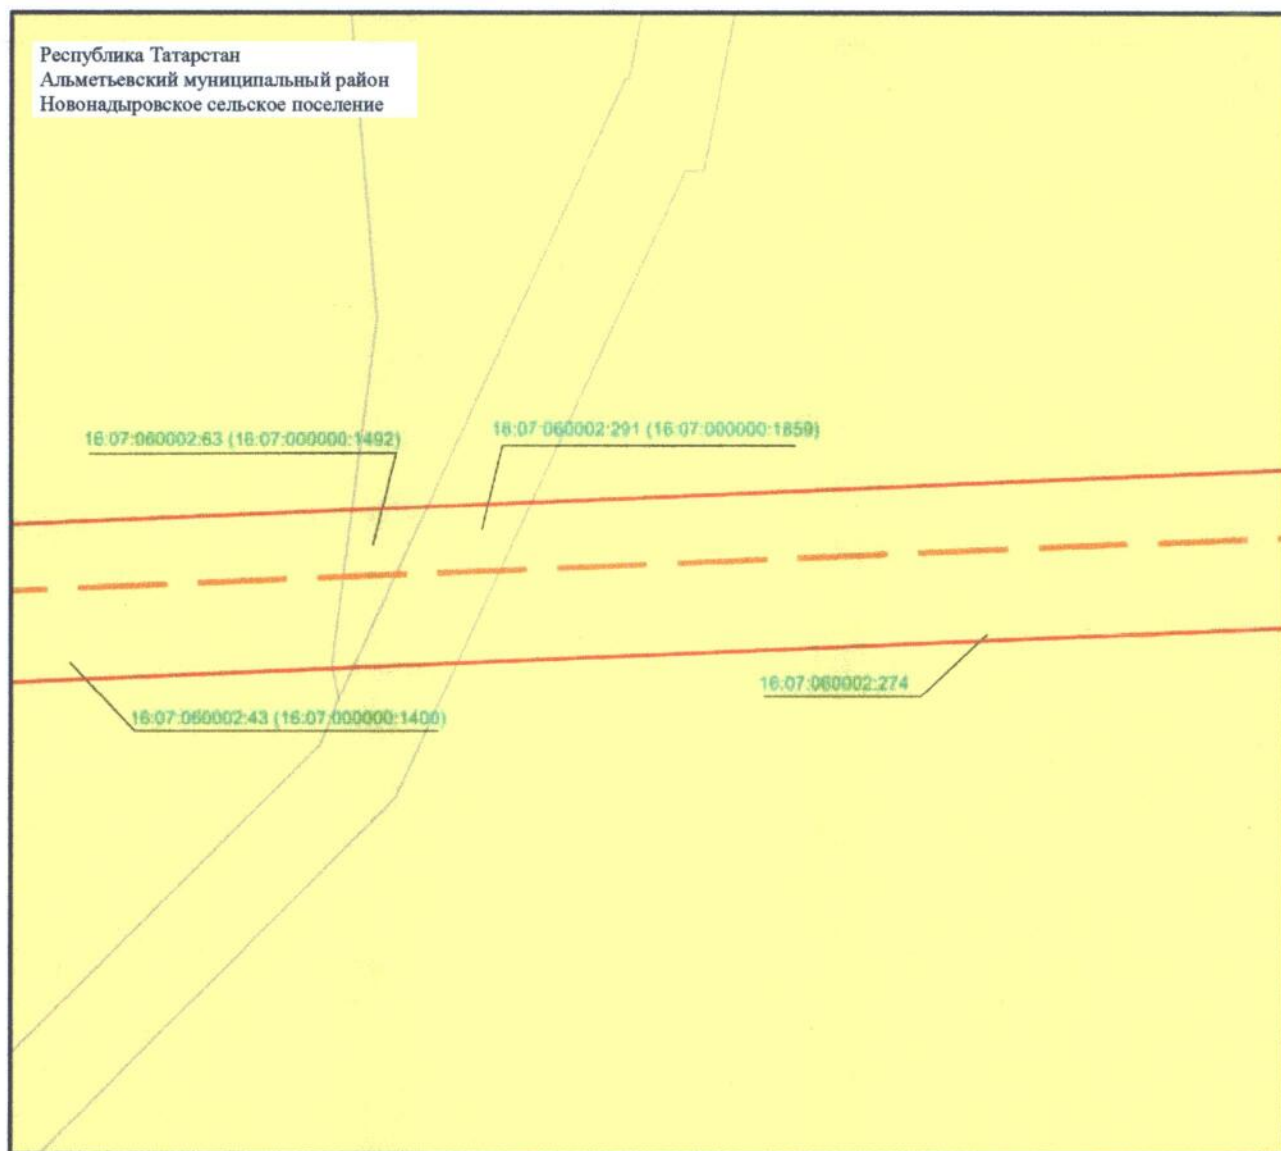 Республика Татарстан
Альметьевский муниципальный район
Новонадыровское сельское поселение
16:07:060002:63 (16:07:000000:1492)
16:07:060002:291 (16:07:000000:1859)
16:07:060002:274
16:07:060002:43 (16:07:000000:1400)